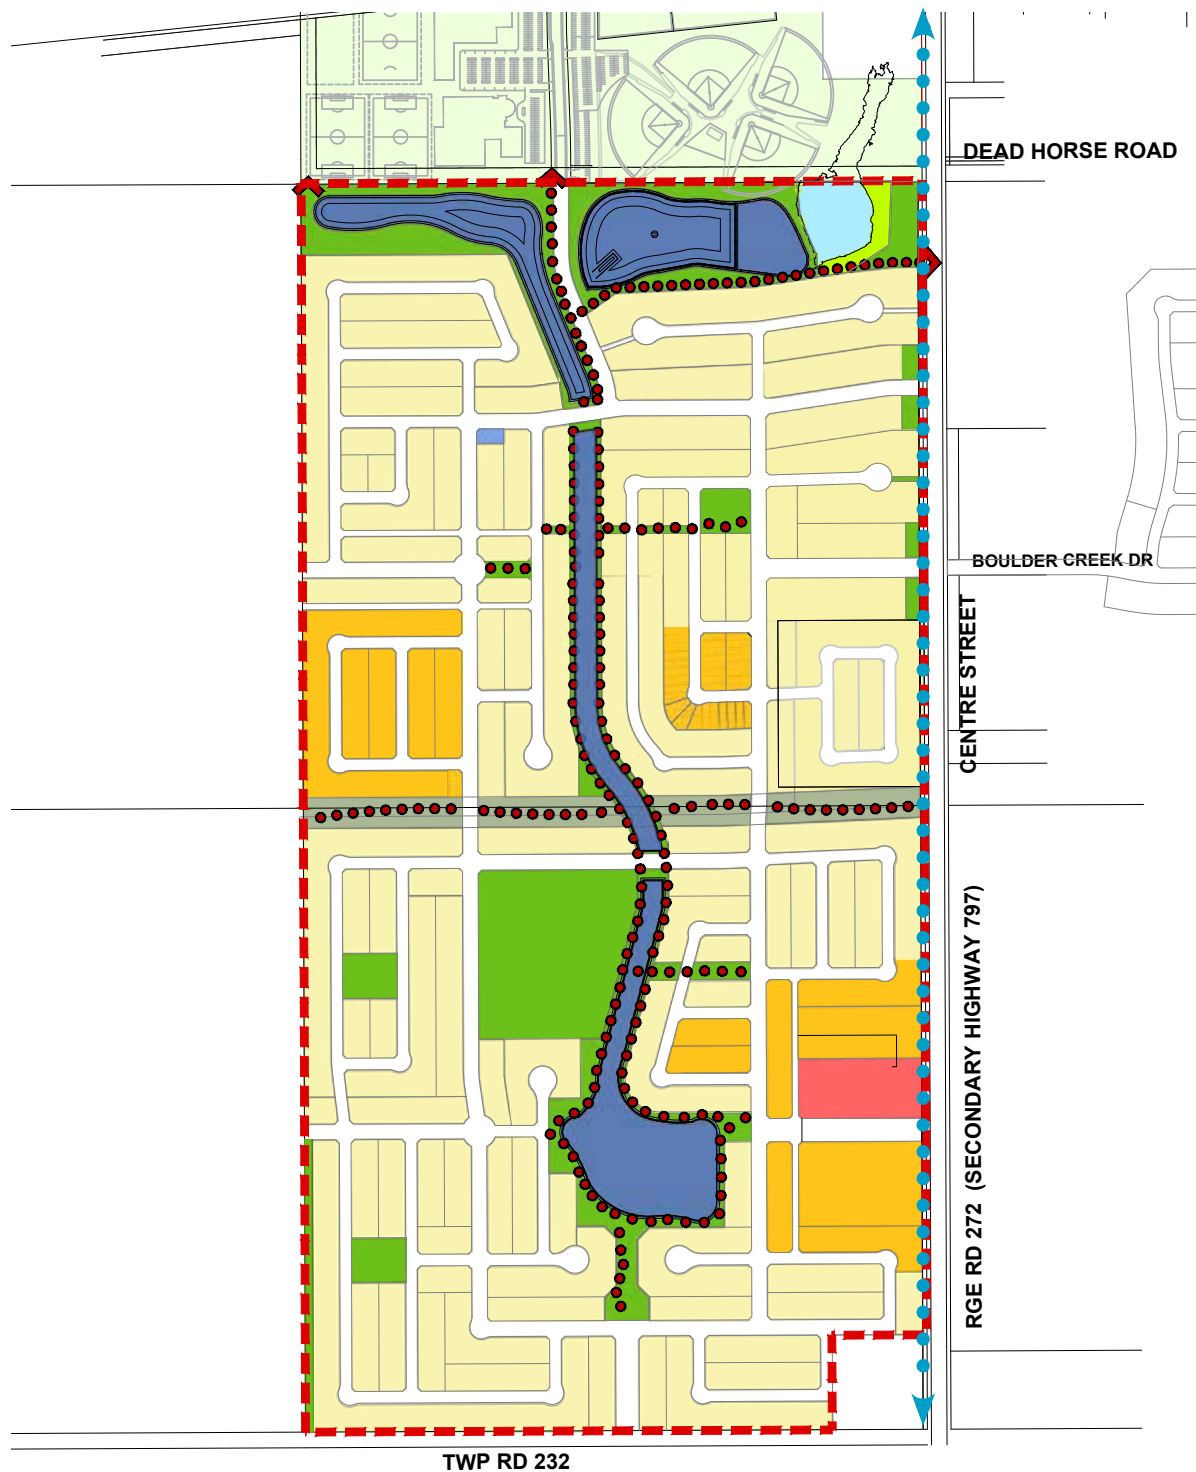 DEAD HORSE ROAD
BOULDER CREEK DR
CENTRE STREET
RGE RD 272 (SECONDARY HIGHWAY 797)
TWP RD 232